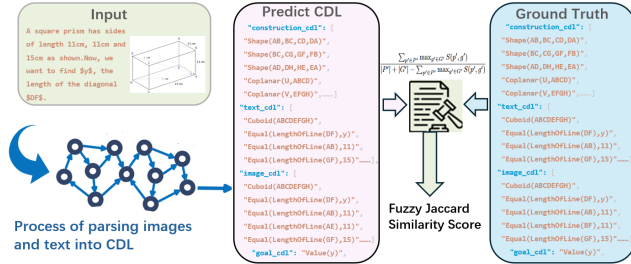 Input
A square prism has sides
of length 11cm, 11cm and
15cm as shown.Now, we
want to find $y$, the
length of the diagonal
$DF$.
Process of parsing images
and text into CDL
Predict CDL
"construction_cdl": [
"Shape(AB,BC,CD,DA)",
"Shape(BC,CG,GF,FB)",
"Shape(AD,DH,HE,EA)",
"Coplanar(U,ABCD)",
"Coplanar(V,EFGH)",……]
"text_cdl": [
"Cuboid(ABCDEFGH)",
"Equal(LengthOfLine(DF),y)",
"Equal(LengthOfLine(AB),11)",
"Equal(LengthOfLine(GF),15)"……],
"image_cdl": [
"Cuboid(ABCDEFGH)",
"Equal(LengthOfLine(DF),y)",
"Equal(LengthOfLine(AB),11)",
"Equal(LengthOfLine(AE),11)",
"Equal(LengthOfLine(GF),15)"……]
"goal_cdl": "Value(y)",
Fuzzy Jaccard
Similarity Score
Ground Truth
"construction_cdl": [
"Shape(AB,BC,CD,DA)",
"Shape(BC,CG,GF,FB)",
"Shape(AD,DH,HE,EA)",
"Coplanar(U,ABCD)",
"Coplanar(V,EFGH)",……]
"text_cdl": [
"Cuboid(ABCDEFGH)",
"Equal(LengthOfLine(DF),y)",
"Equal(LengthOfLine(AB),11)",
"Equal(LengthOfLine(GF),15)"……],
"image_cdl": [
"Cuboid(ABCDEFGH)",
"Equal(LengthOfLine(DF),y)",
"Equal(LengthOfLine(AB),11)",
"Equal(LengthOfLine(BF),11)",
"Equal(LengthOfLine(GF),15)"……]
"goal_cdl": "Value(y)",